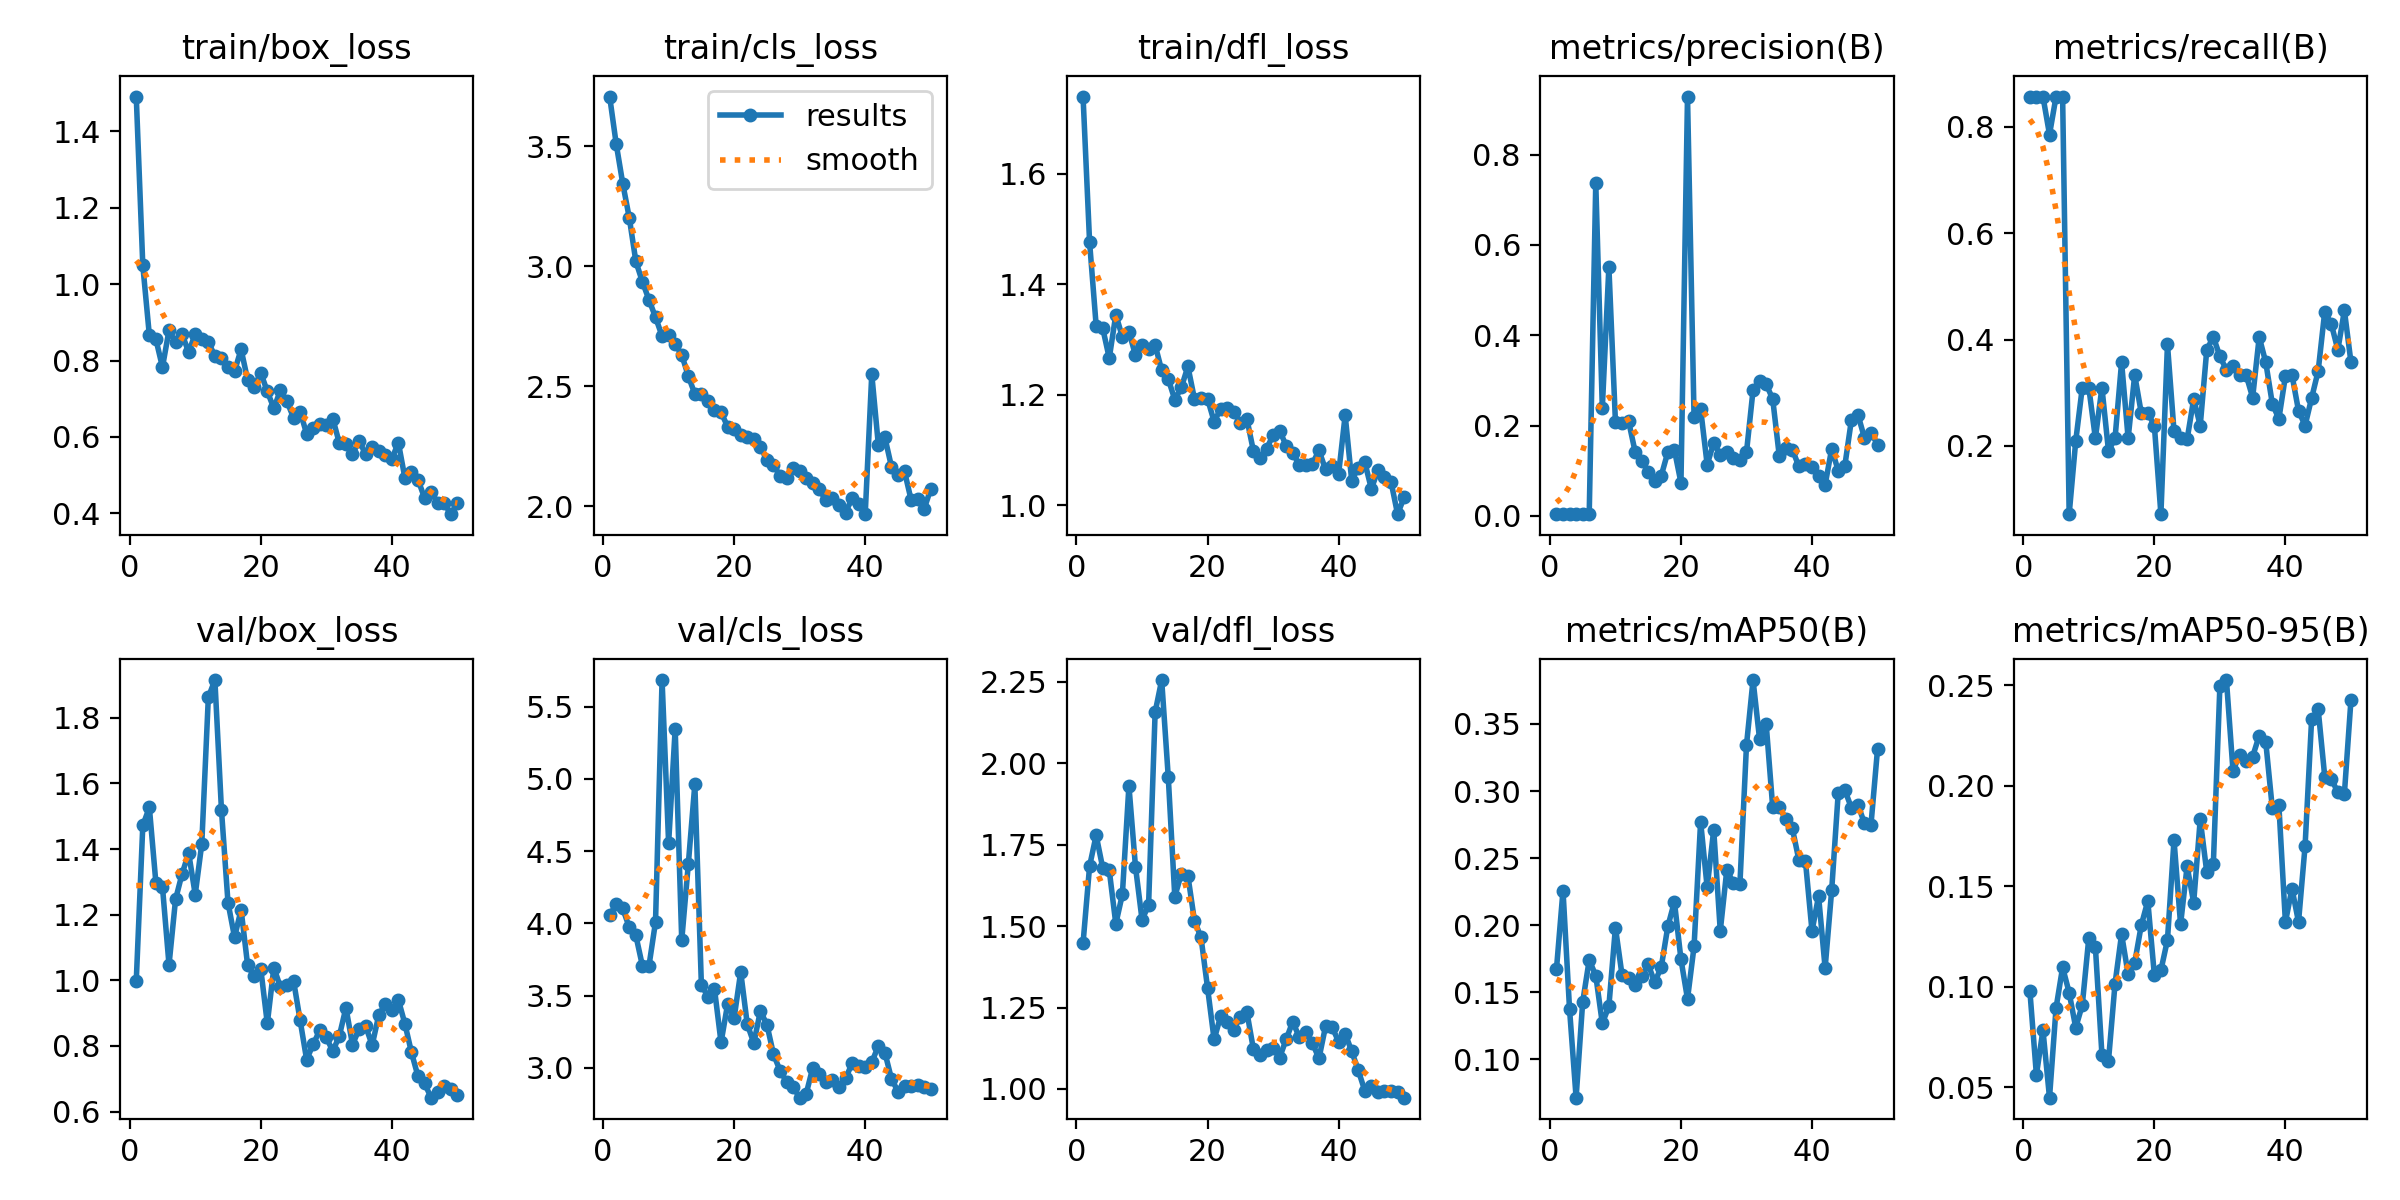 train/box_loss
1.4
1.2
1.0
0.8
0.6
0.4
0 20 40
train/cls_loss
results
smooth
3.5
3.0
2.5
2.0
0 20 40
train/dfl_loss
1.6
1.4
1.2
1.0
0 20 40
metrics/precision(B)
0.8
0.6
0.4
0.2
0.0
0 20 40
metrics/recall(B)
0.8
0.6
0.4
0.2
0 20 40
val/box_loss
1.8
1.6
1.4
1.2
1.0
0.8
0.6
0 20 40
val/cls_loss
5.5
5.0
4.5
4.0
3.5
3.0
0 20 40
val/dfl_loss
2.25
2.00
1.75
1.50
1.25
1.00
0 20 40
metrics/mAP50(B)
0.35
0.30
0.25
0.20
0.15
0.10
0 20 40
metrics/mAP50-95(B)
0.25
0.20
0.15
0.10
0.05
0 20 40